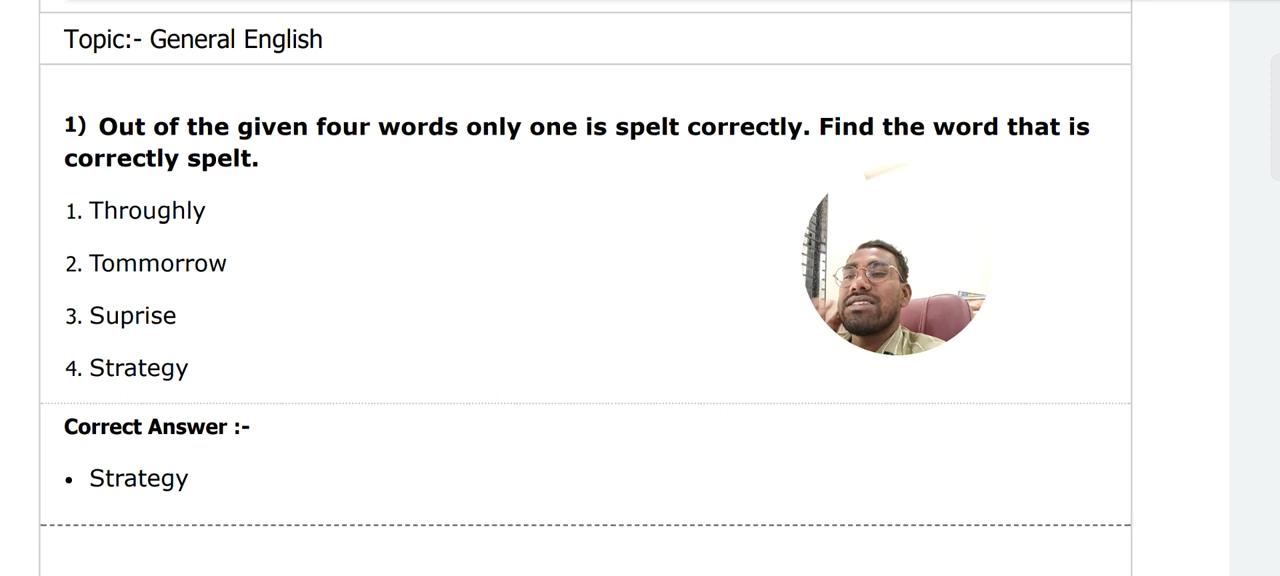 Topic:- General English
1) Out of the given four words only one is spelt correctly. Find the word that is
correctly spelt.
1. Throughly
2. Tommorrow
3. Suprise
4. Strategy
Correct Answer :-
• Strategy